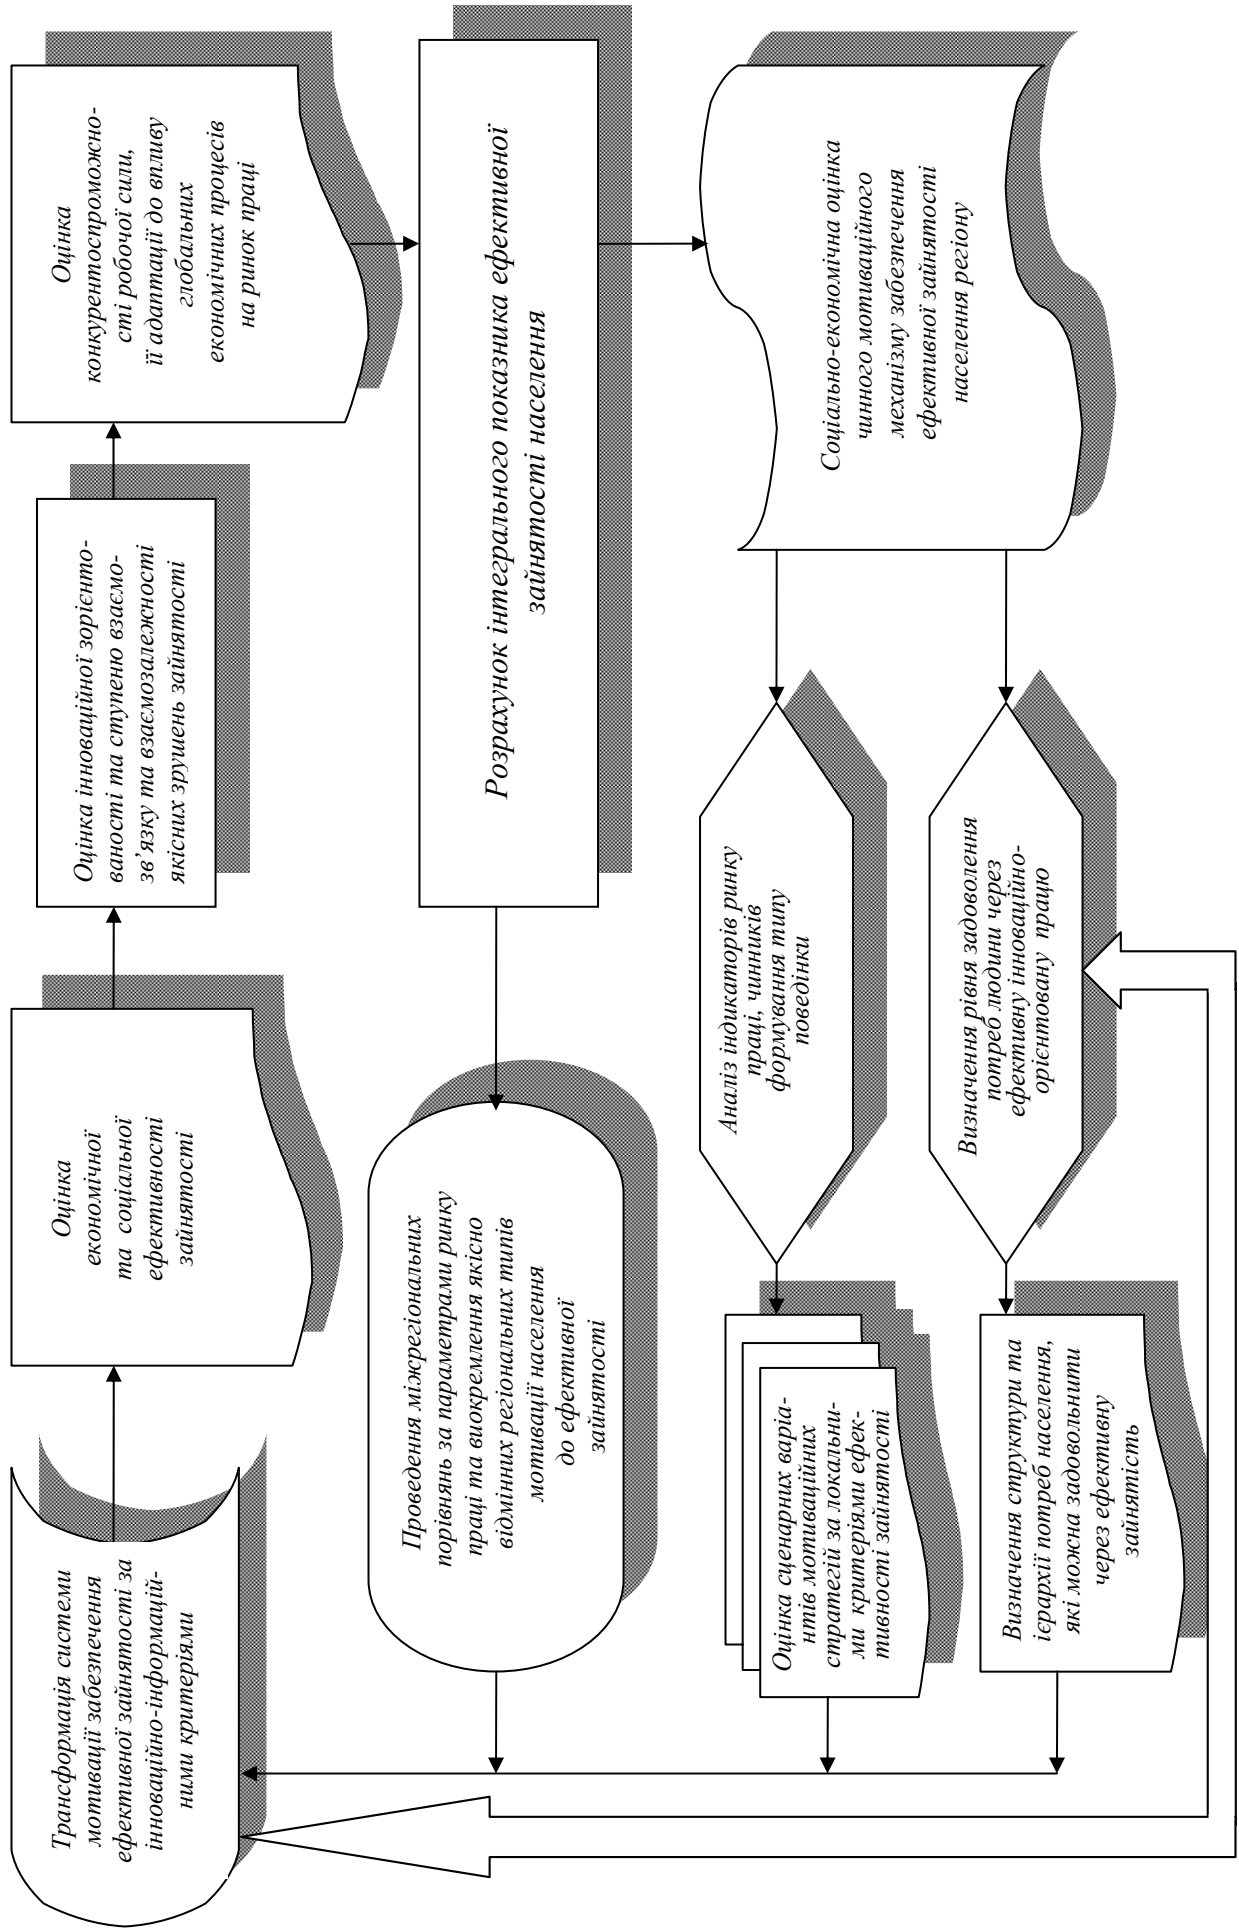 Трансформація системи
мотивації забезпечення
ефективної зайнятості за
інноваційно-інформацій-
ними критеріями
Оцінка
економічної
та соціальної
ефективності
зайнятості
Оцінка інноваційної зорієнто-
ваності та ступеню взаємо-
зв’язку та взаємозалежності
якісних зрушень зайнятості
Оцінка
конкурентоспроможно-
сті робочої сили,
її адаптації до впливу
глобальних
економічних процесів
на ринок праці
Проведення міжрегіональних
порівнянь за параметрами ринку
праці та виокремлення якісно
відмінних регіональних типів
мотивації населення
до ефективної
зайнятості
Розрахунок інтегрального показника ефективної
зайнятості населення
Оцінка сценарних варіа-
нтів мотиваційних
стратегій за локальни-
ми критеріями ефек-
тивності зайнятості
Аналіз індикаторів ринку
праці, чинників
формування типу
поведінки
Соціально-економічна оцінка
чинного мотиваційного
механізму забезпечення
ефективної зайнятості
населення регіону
Визначення структури та
ієрархії потреб населення,
які можна задовольнити
через ефективну
зайнятість
Визначення рівня задоволення
потреб людини через
ефективну інноваційно-
орієнтовану працю